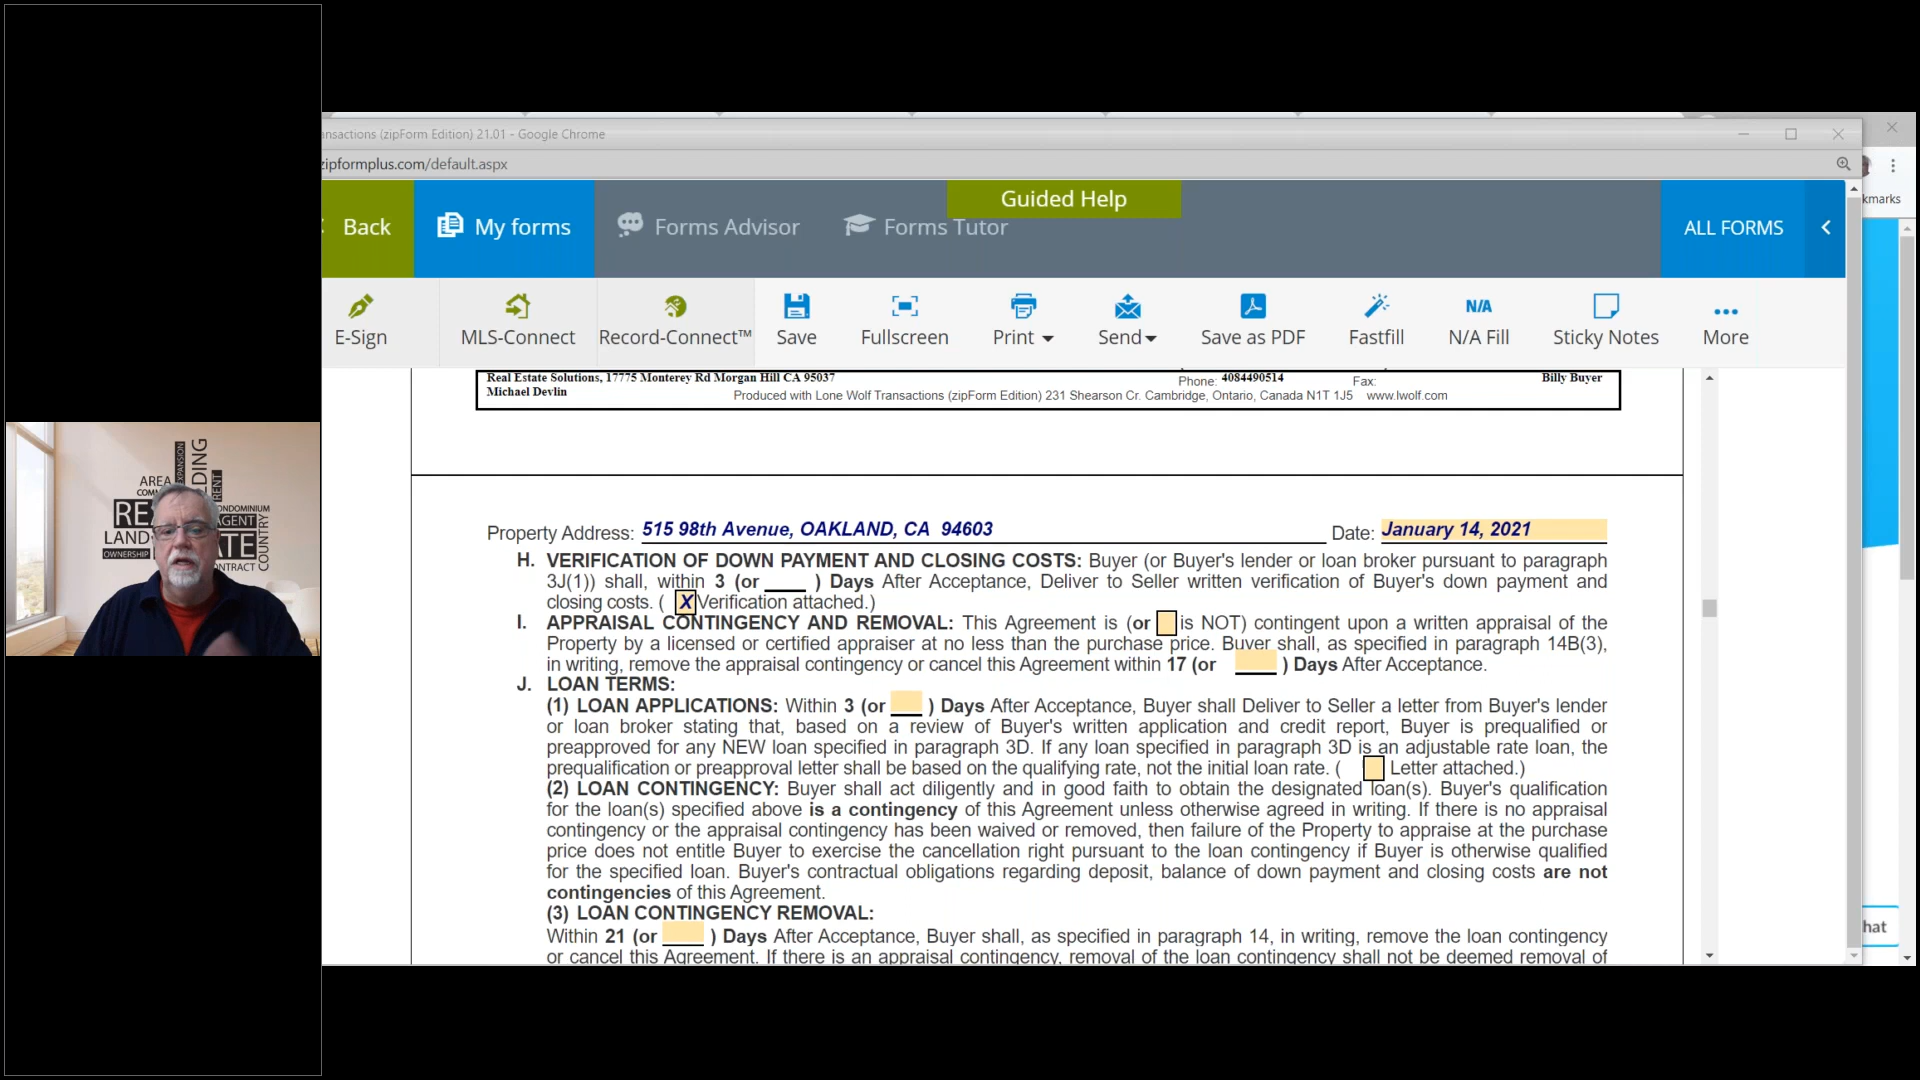 ansactions (zipForm Edition) 21.01 - Google Chrome
zipformplus.com/default.aspx
kmarks
Guided Help
Back
My forms
Forms Advisor
Forms Tutor
ALL FORMS
E-Sign
MLS-Connect
Record-Connect™
Save
Fullscreen
Print
Send
Save as PDF
Fastfill
N/A
N/A Fill
Sticky Notes
More
Real Estate Solutions, 17775 Monterey Rd Morgan Hill CA 95037 Phone: 4084490514 Fax: Billy Buyer
Michael Devlin Produced with Lone Wolf Transactions (zipForm Edition) 231 Shearson Cr. Cambridge, Ontario, Canada N1T 1J5 www.lwolf.com
Property Address: 515 98th Avenue, OAKLAND, CA 94603 Date: January 14, 2021
H. VERIFICATION OF DOWN PAYMENT AND CLOSING COSTS: Buyer (or Buyer's lender or loan broker pursuant to paragraph
3J(1)) shall, within 3 (or ____ ) Days After Acceptance, Deliver to Seller written verification of Buyer's down payment and
closing costs. ( X Verification attached.)
I. APPRAISAL CONTINGENCY AND REMOVAL: This Agreement is (or is NOT) contingent upon a written appraisal of the
Property by a licensed or certified appraiser at no less than the purchase price. Buyer shall, as specified in paragraph 14B(3),
in writing, remove the appraisal contingency or cancel this Agreement within 17 (or ____ ) Days After Acceptance.
J. LOAN TERMS:
(1) LOAN APPLICATIONS: Within 3 (or ____ ) Days After Acceptance, Buyer shall Deliver to Seller a letter from Buyer's lender
or loan broker stating that, based on a review of Buyer's written application and credit report, Buyer is prequalified or
preapproved for any NEW loan specified in paragraph 3D. If any loan specified in paragraph 3D is an adjustable rate loan, the
prequalification or preapproval letter shall be based on the qualifying rate, not the initial loan rate. ( Letter attached.)
(2) LOAN CONTINGENCY: Buyer shall act diligently and in good faith to obtain the designated loan(s). Buyer's qualification
for the loan(s) specified above is a contingency of this Agreement unless otherwise agreed in writing. If there is no appraisal
contingency or the appraisal contingency has been waived or removed, then failure of the Property to appraise at the purchase
price does not entitle Buyer to exercise the cancellation right pursuant to the loan contingency if Buyer is otherwise qualified
for the specified loan. Buyer's contractual obligations regarding deposit, balance of down payment and closing costs are not
contingencies of this Agreement.
(3) LOAN CONTINGENCY REMOVAL:
Within 21 (or ____ ) Days After Acceptance, Buyer shall, as specified in paragraph 14, in writing, remove the loan contingency
or cancel this Agreement. If there is an appraisal contingency, removal of the loan contingency shall not be deemed removal of
hat
AREA
EXPANSION
LDING
RENT
COM
RE
CONDOMINIUM
AGENT
LAND
ATE
OWNERSHIP
CONTRACT
COUNTRY